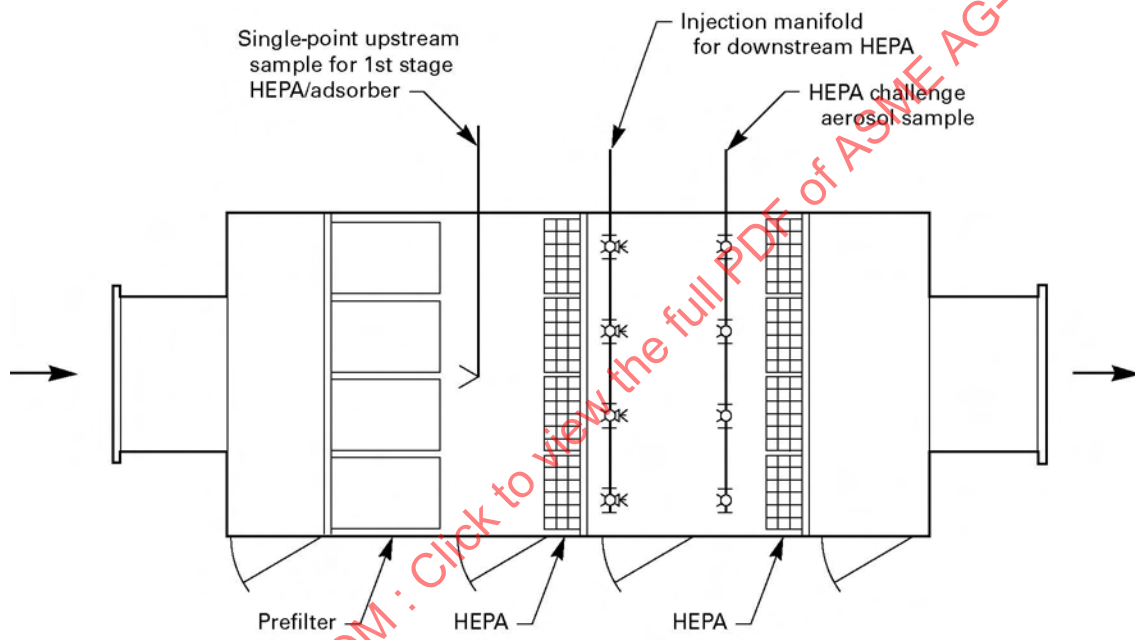 Single-point upstream
sample for 1st stage
HEPA/adsorber
Injection manifold
for downstream HEPA
HEPA challenge
aerosol sample
Prefilter
HEPA
HEPA
OM : Click to view the full PDF of ASME AG-